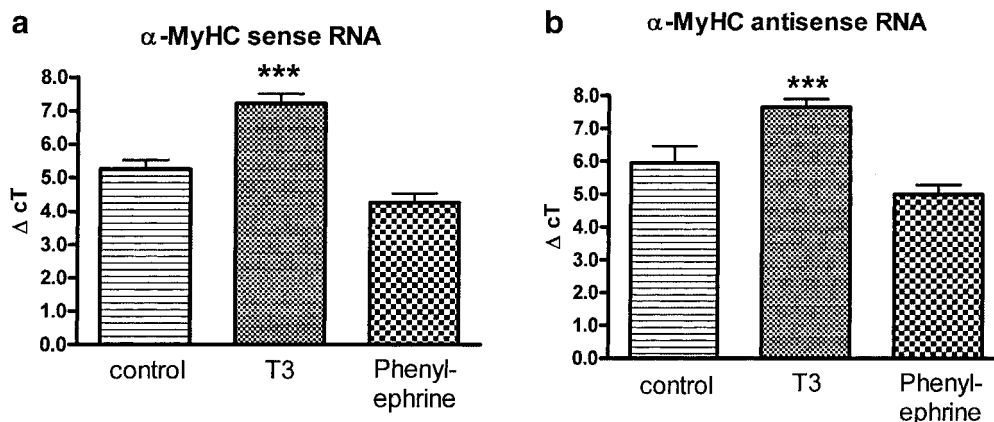 a
α-MyHC sense RNA
***
8.0
7.0
6.0
5.0
4.0
3.0
2.0
1.0
0.0
Δ cT
control
T3
Phenyl-
ephrine
b
α-MyHC antisense RNA
***
8.0
7.0
6.0
5.0
4.0
3.0
2.0
1.0
0.0
Δ cT
control
T3
Phenyl-
ephrine